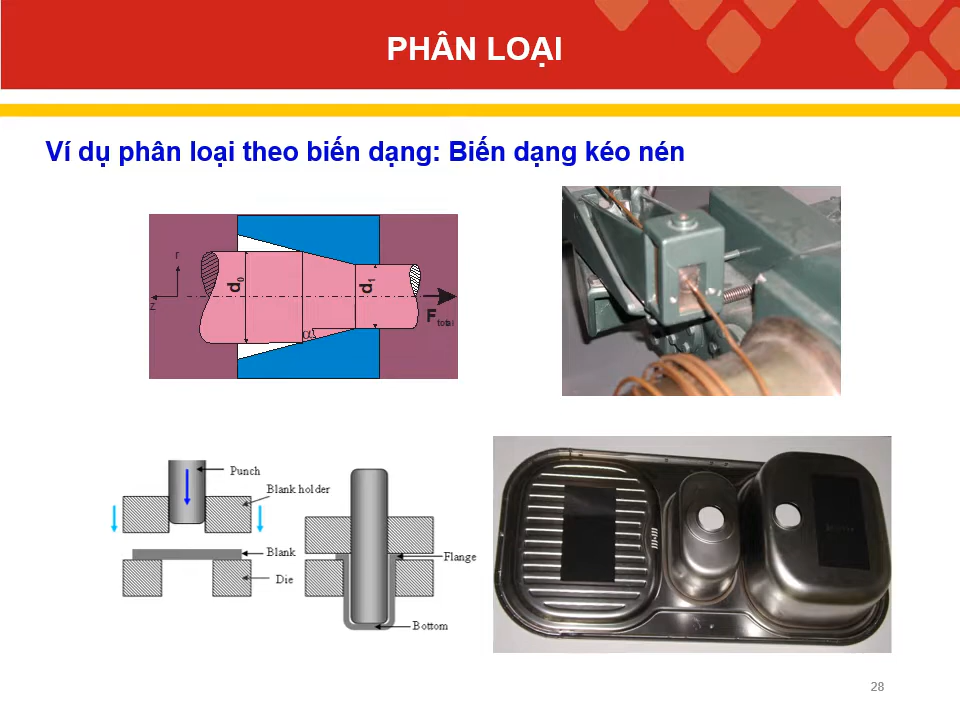 PHÂN LOẠI
Ví dụ phân loại theo biến dạng: Biến dạng kéo nén
r
z
d0
α
d1
Ftotal
Punch
Blank holder
Blank
Die
Flange
Bottom
28